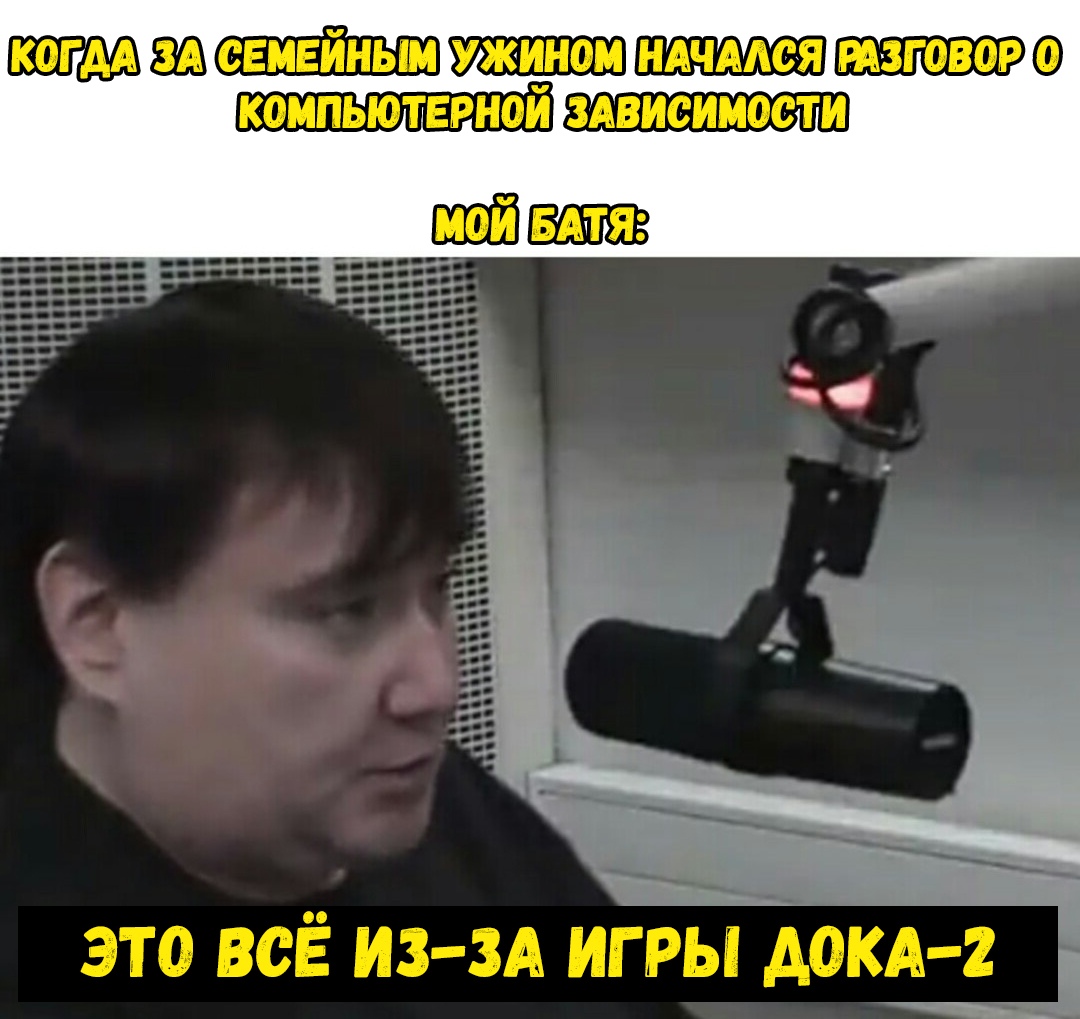 КОГДА ЗА СЕМЕЙНЫМ УЖИНОМ НАЧАЛСЯ РАЗГОВОР О
КОМПЬЮТЕРНОЙ ЗАВИСИМОСТИ
МОЙ БАТЯ:
ЭТО ВСЁ ИЗ-ЗА ИГРЫ ДОКА-2